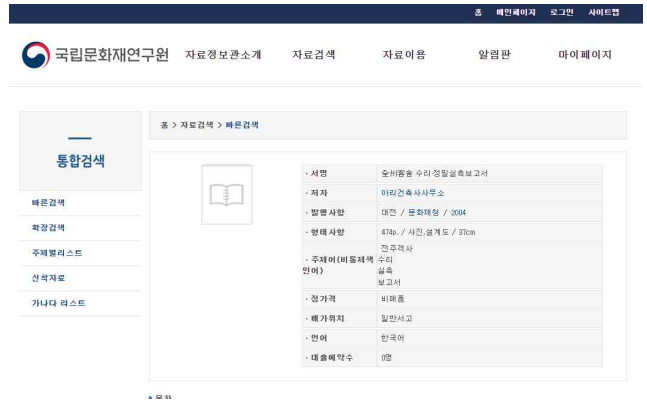 홈 메인페이지 로그인 사이트맵
국립문화재연구원 자료정보관소개 자료검색 자료이용 알림판 마이페이지
홈 > 자료검색 > 빠른검색
통합검색
빠른검색
확장검색
주제별리스트
신착자료
가나다 리스트
· 서명 全州客舍 수리·정밀실측보고서
· 저자 아리건축사사무소
· 발행사항 대전 / 문화재청 / 2004
· 형태사항 474p. / 사진,설계도 / 37cm
· 주제어(비통제색인어) 전주객사
수리
실측
보고서
· 정가격 비매품
· 배가위치 일반서고
· 언어 한국어
· 대출예약수 0명
목차